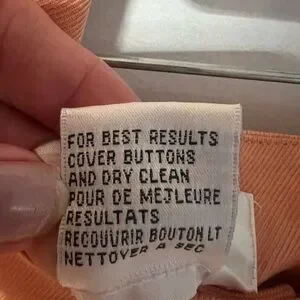 FOR BEST RESULTS
COVER BUTTONS
AND DRY CLEAN
POUR DE MEJLEURE
RESULTATS
RECOUVRIR BOUTON LT
NETTOYER A SEC